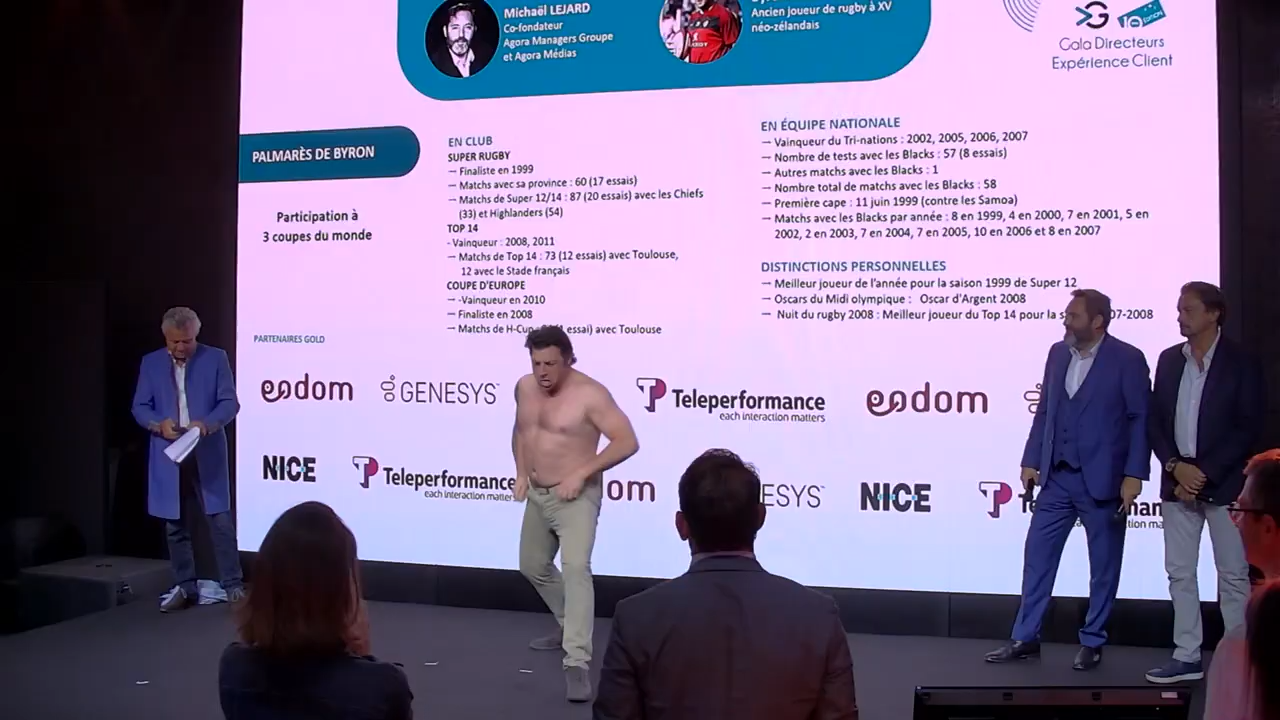 Michaël LEJARD
Co-fondateur
Agora Managers Groupe
et Agora Médias
Ancien joueur de rugby à XV
néo-zélandais
10 EDITION
Gala Directeurs
Expérience Client
PALMARÈS DE BYRON
Participation à
3 coupes du monde
EN CLUB
SUPER RUGBY
— Finaliste en 1999
— Matchs avec sa province : 60 (17 essais)
— Matchs de Super 12/14 : 87 (20 essais) avec les Chiefs
(33) et Highlanders (54)
TOP 14
- Vainqueur : 2008, 2011
— Matchs de Top 14 : 73 (12 essais) avec Toulouse,
12 avec le Stade français
COUPE D'EUROPE
— -Vainqueur en 2010
— Finaliste en 2008
— Matchs de H-Cup essai) avec Toulouse
EN ÉQUIPE NATIONALE
— Vainqueur du Tri-nations : 2002, 2005, 2006, 2007
— Nombre de tests avec les Blacks : 57 (8 essais)
— Autres matchs avec les Blacks : 1
— Nombre total de matchs avec les Blacks : 58
— Première cape : 11 juin 1999 (contre les Samoa)
— Matchs avec les Blacks par année : 8 en 1999, 4 en 2000, 7 en 2001, 5 en
2002, 2 en 2003, 7 en 2004, 7 en 2005, 10 en 2006 et 8 en 2007
DISTINCTIONS PERSONNELLES
— Meilleur joueur de l'année pour la saison 1999 de Super 12
— Oscars du Midi olympique : Oscar d'Argent 2008
— Nuit du rugby 2008 : Meilleur joueur du Top 14 pour la 07-2008
PARTENAIRES GOLD
eodom GENESYS TP Teleperformance eodom
each interaction matters
NICE TP Teleperformance om ESYS NICE TP
each interaction matters